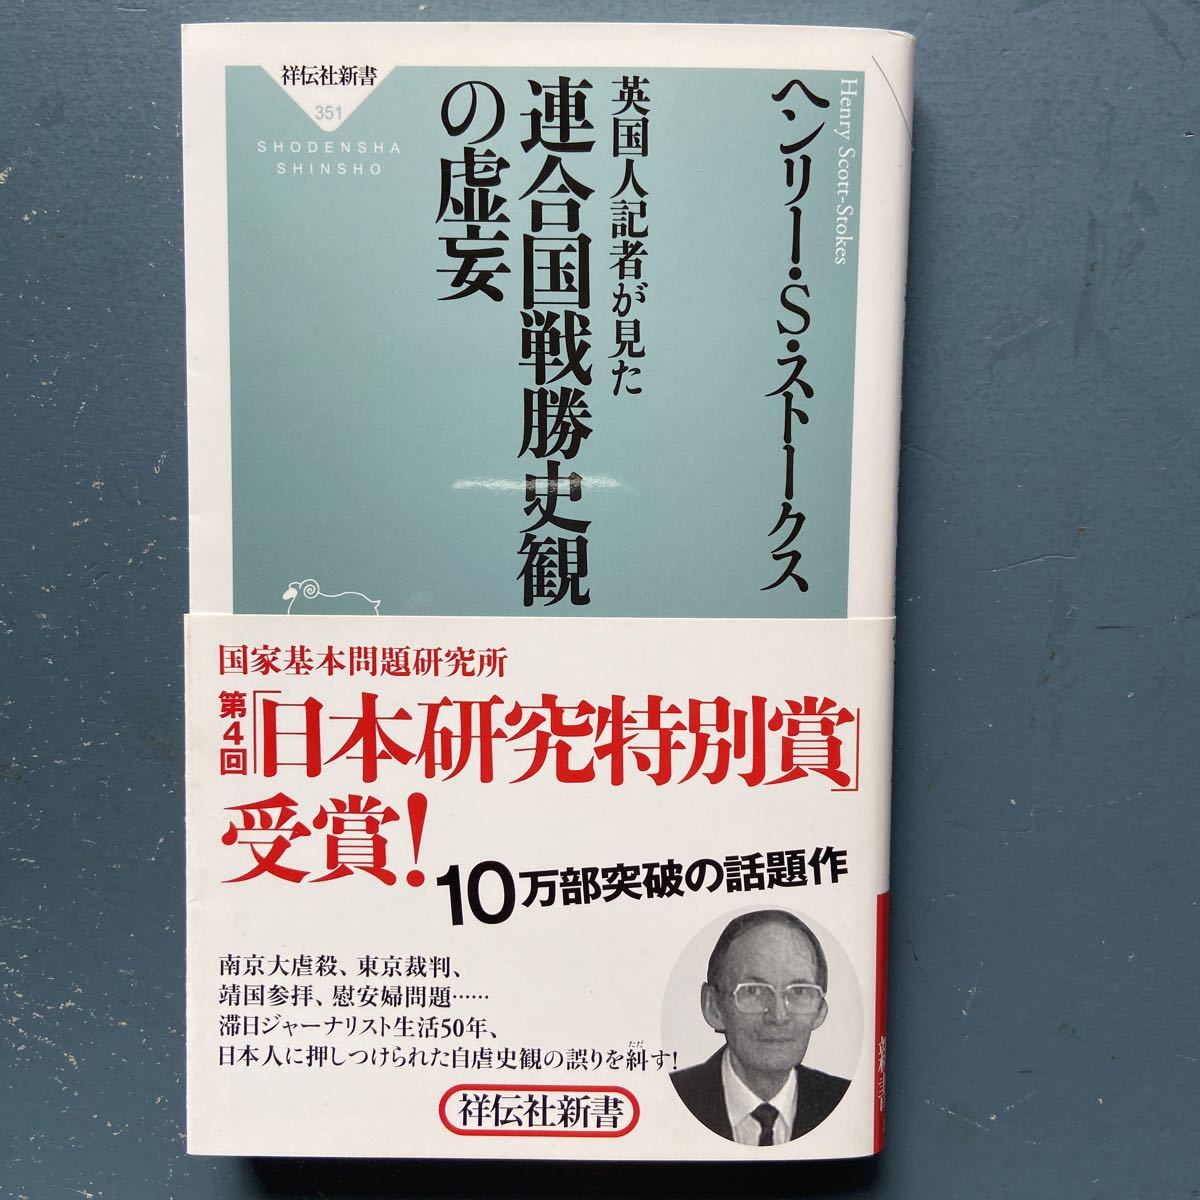 祥伝社新書
351
SHODENSHA
SHINSHO
Henry Scott-Stokes
ヘンリー・S・ストークス
英国人記者が見た
連合国戦勝史観
の虚妄
国家基本問題研究所
第4回
「日本研究特別賞」
受賞!
10万部突破の話題作
南京大虐殺、東京裁判、
靖国参拝、慰安婦問題……
滞日ジャーナリスト生活50年、
日本人に押しつけられた自虐史観の誤りを糾ただす!
祥伝社新書